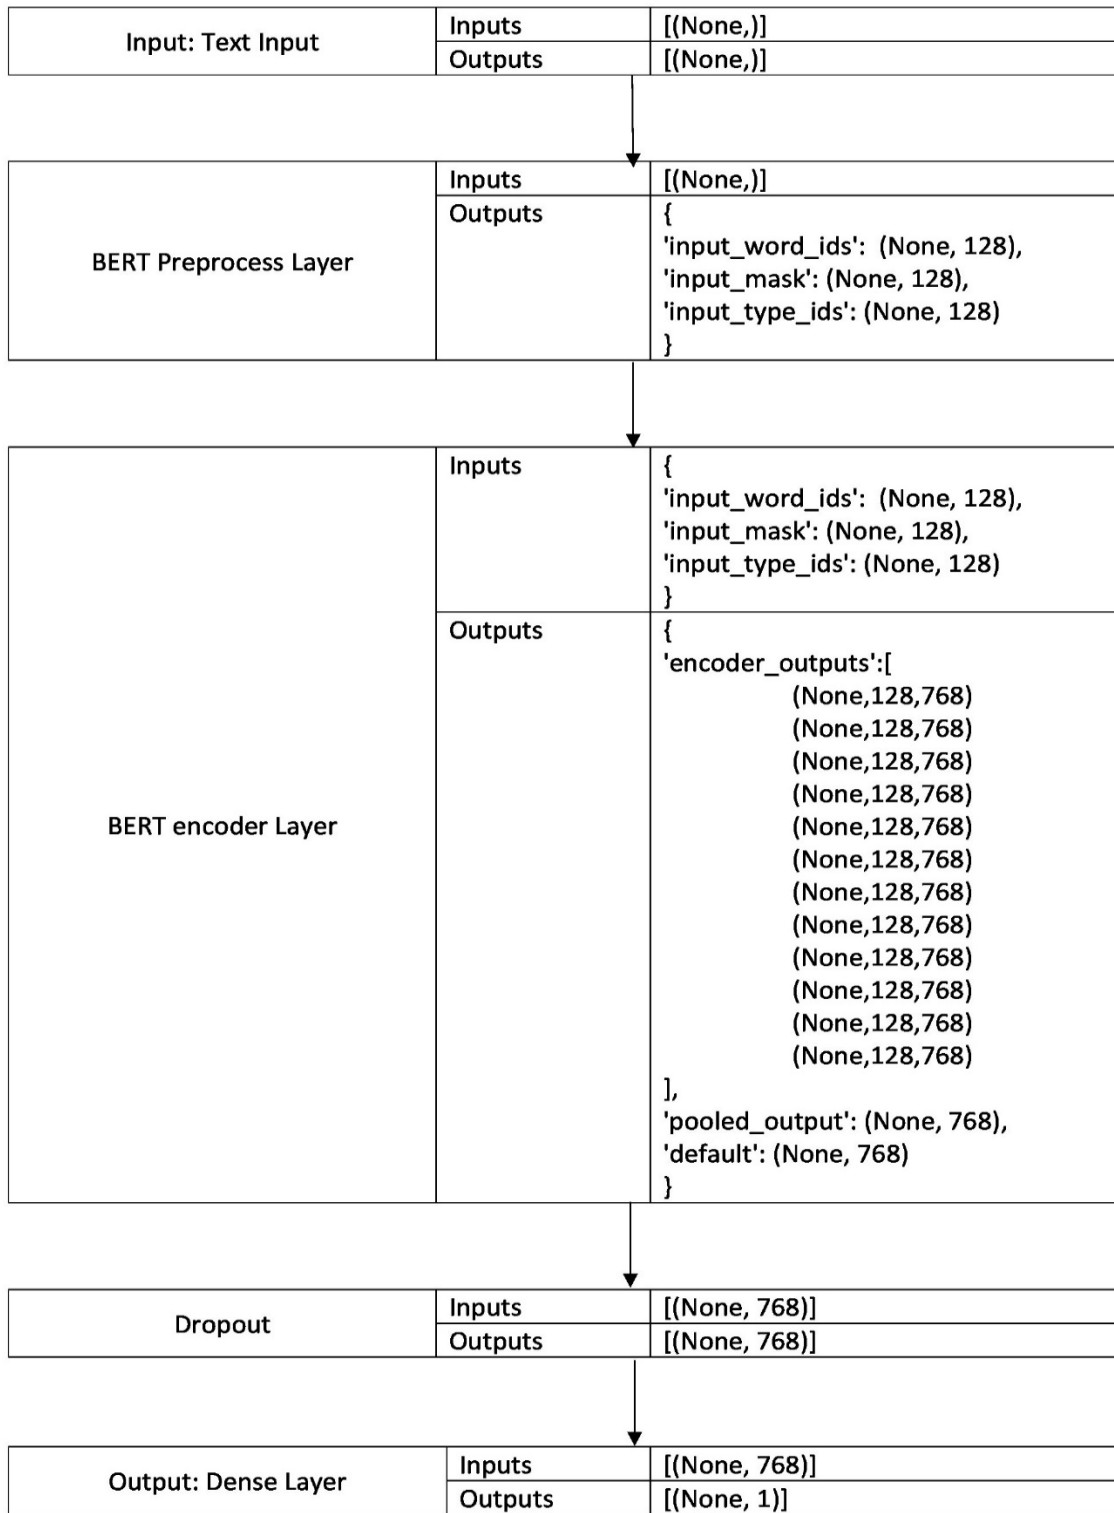 Input: Text Input
Inputs
[(None,)]
Outputs
[(None,)]
BERT Preprocess Layer
Inputs
[(None,)]
Outputs
{
'input_word_ids':  (None, 128),
'input_mask': (None, 128),
'input_type_ids': (None, 128)
}
BERT encoder Layer
Inputs
{
'input_word_ids':  (None, 128),
'input_mask': (None, 128),
'input_type_ids': (None, 128)
}
Outputs
{
'encoder_outputs':[
(None,128,768)
(None,128,768)
(None,128,768)
(None,128,768)
(None,128,768)
(None,128,768)
(None,128,768)
(None,128,768)
(None,128,768)
(None,128,768)
(None,128,768)
(None,128,768)
],
'pooled_output': (None, 768),
'default': (None, 768)
}
Dropout
Inputs
[(None, 768)]
Outputs
[(None, 768)]
Output: Dense Layer
Inputs
[(None, 768)]
Outputs
[(None, 1)]